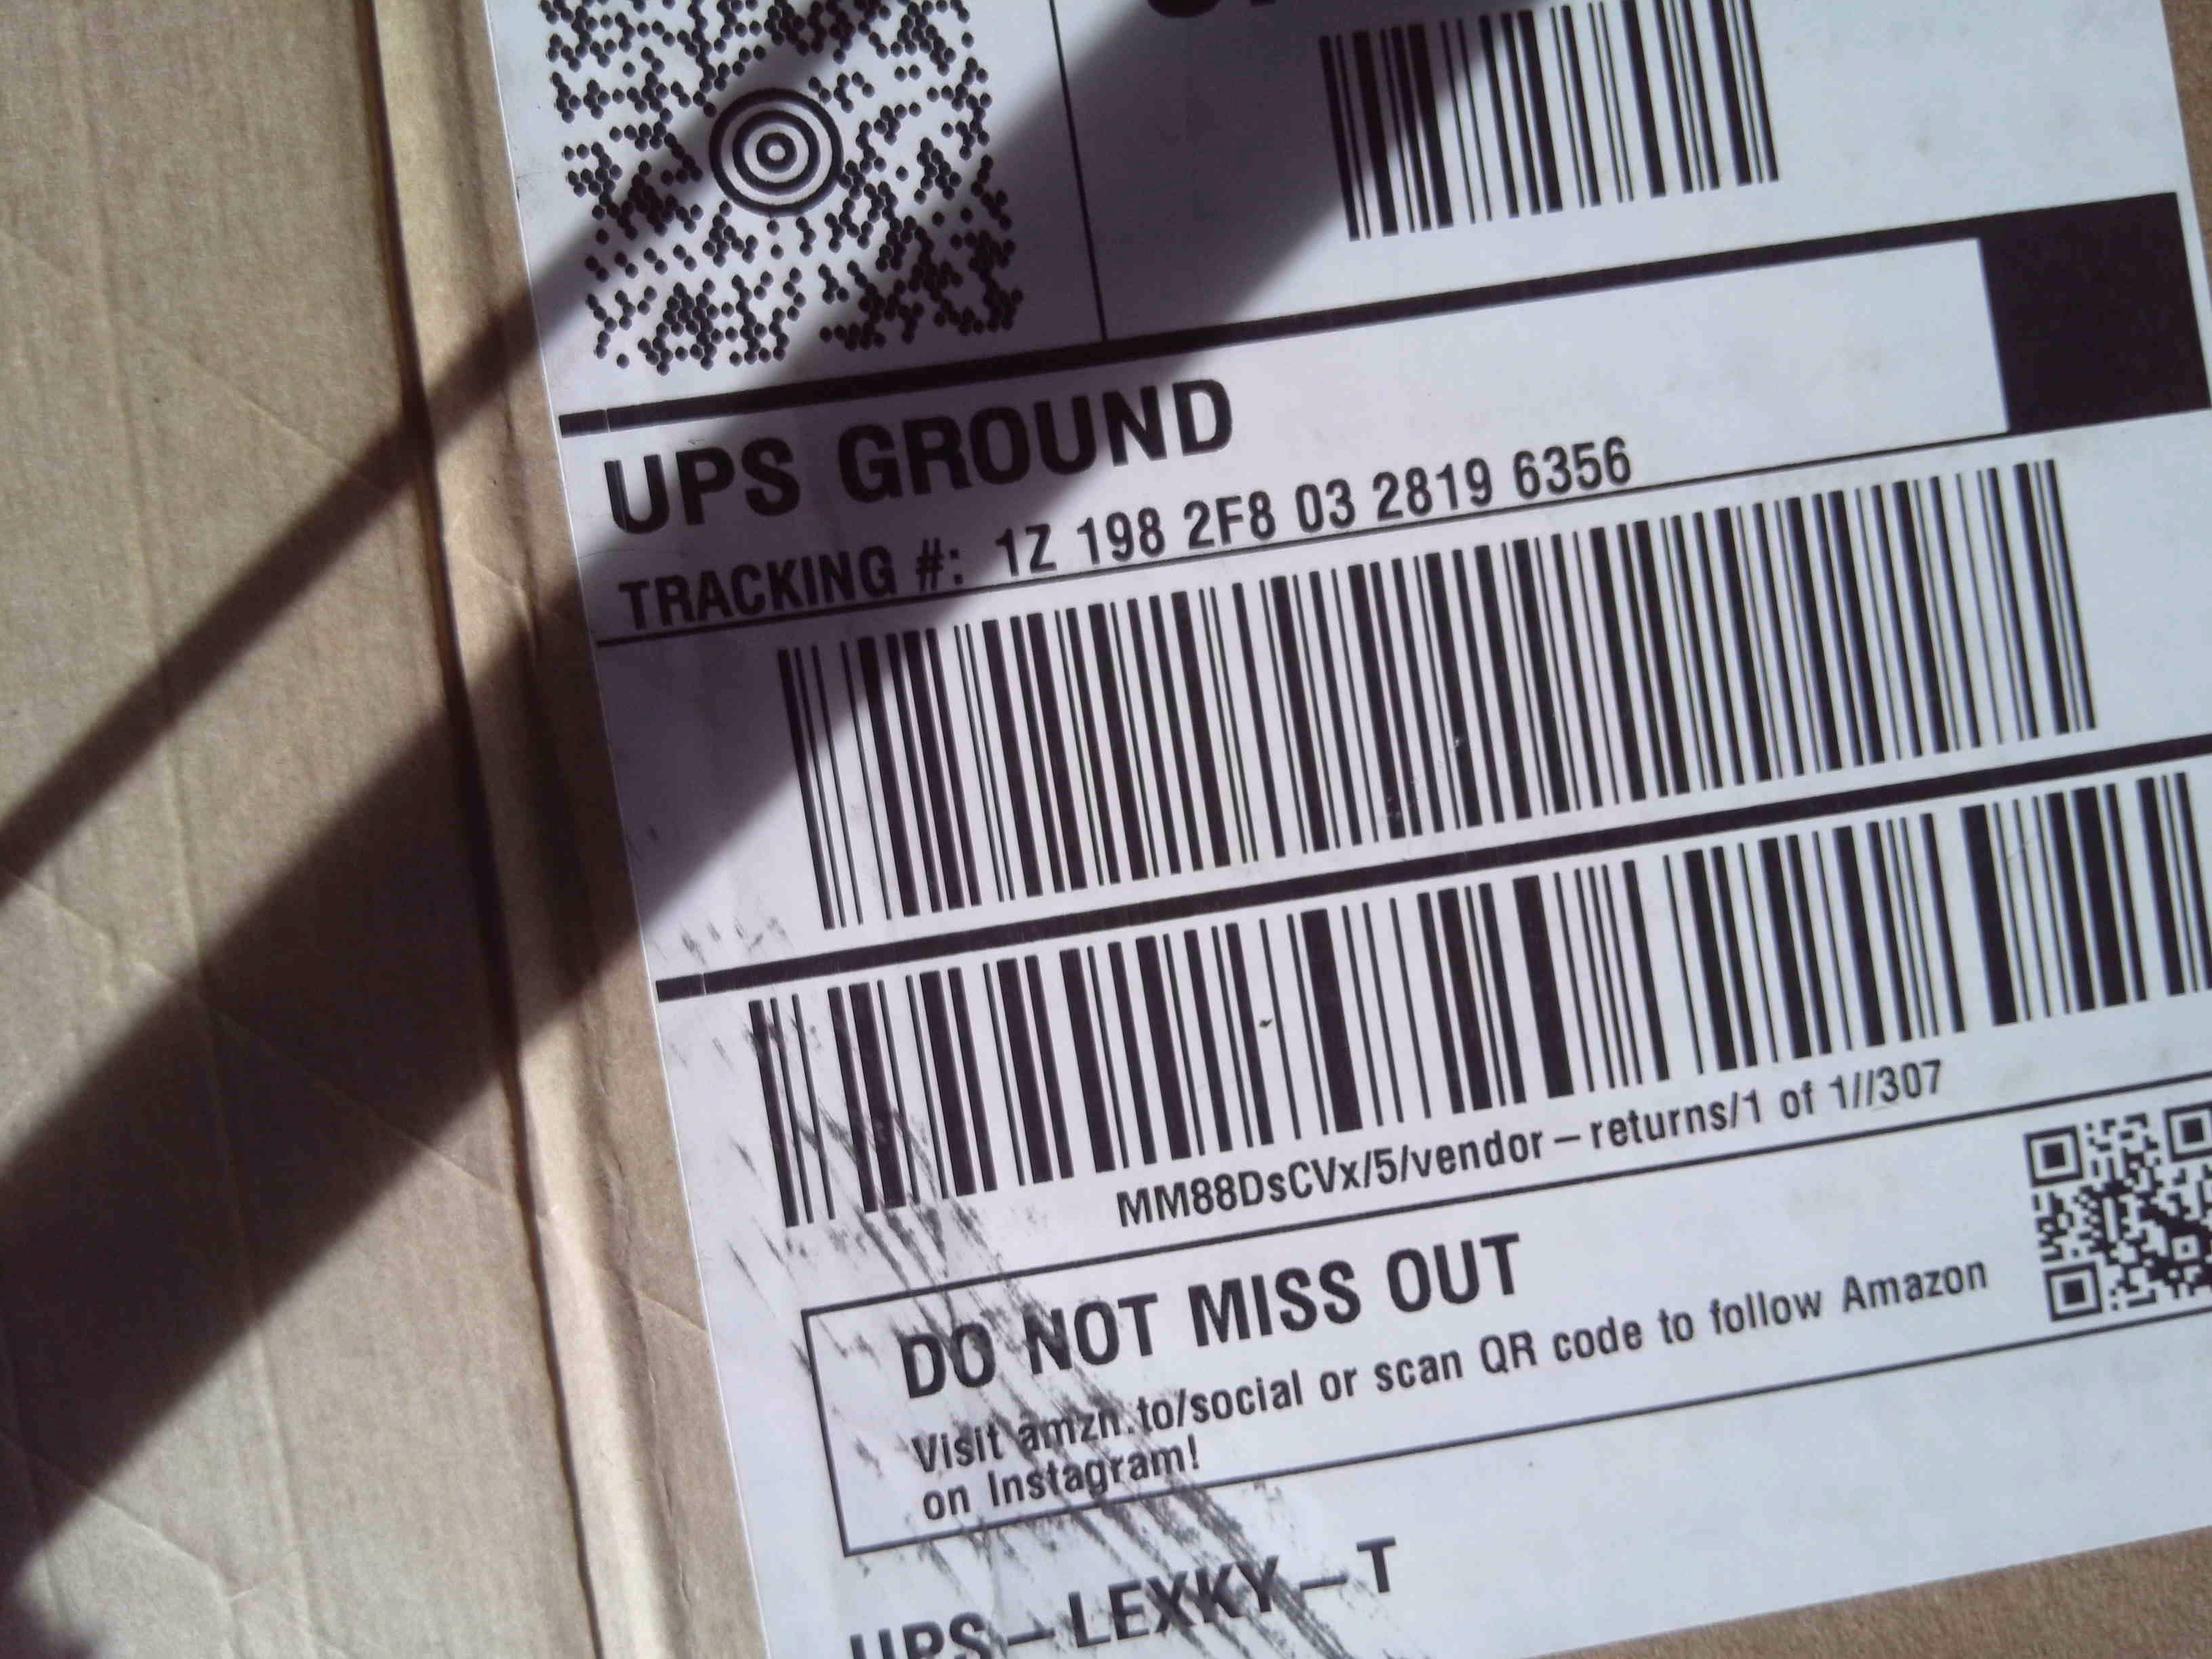 UPS GROUND
TRACKING #: 1Z 198 2F8 03 2819 6356
MM88DsCVx/5/vendor-returns/1 of 1//307
DO NOT MISS OUT
Visit amzn.to/social or scan QR code to follow Amazon
on Instagram!
UPS-LEXKY-T